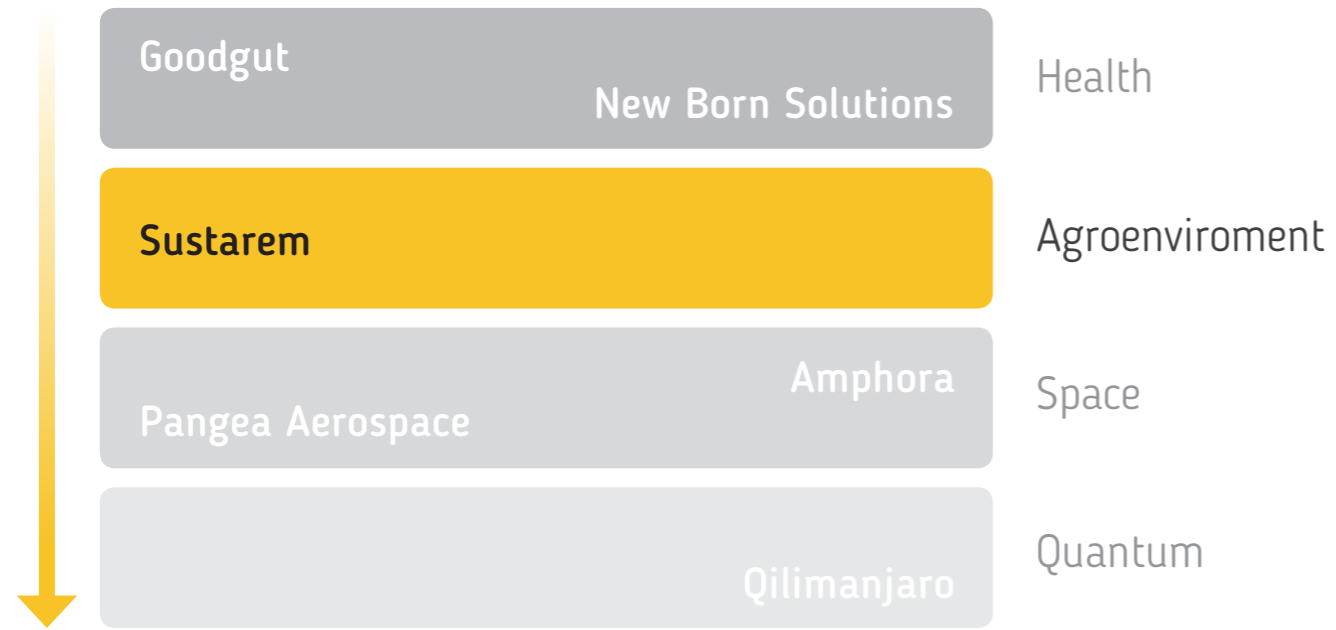 Goodgut
New Born Solutions
Health
Sustarem
Agroenviroment
Amphora
Pangea Aerospace
Space
Qilimanjaro
Quantum